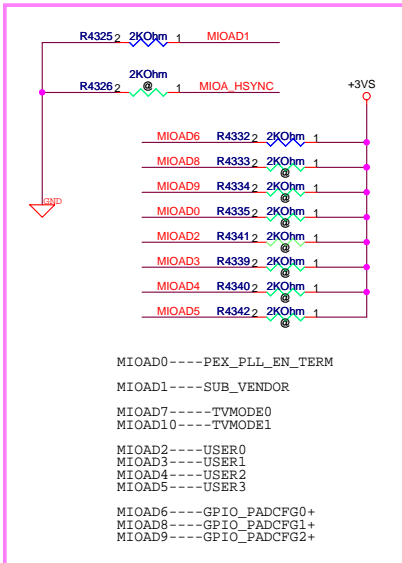 R4325 2 2KOhm 1 MIOAD1
2KOhm
R4326 2 @ 1 MIOA_HSYNC
+3VS
MIOAD6 R4332 2 2KOhm 1
MIOAD8 R4333 2 2KOhm 1
@
MIOAD9 R4334 2 2KOhm 1
@
GND
MIOAD0 R4335 2 2KOhm 1
@
MIOAD2 R4341 2 2KOhm 1
@
MIOAD3 R4339 2 2KOhm 1
@
MIOAD4 R4340 2 2KOhm 1
@
MIOAD5 R4342 2 2KOhm 1
@
MIOAD0----PEX_PLL_EN_TERM
MIOAD1----SUB_VENDOR
MIOAD7-----TVMODE0
MIOAD10----TVMODE1
MIOAD2----USER0
MIOAD3----USER1
MIOAD4----USER2
MIOAD5----USER3
MIOAD6----GPIO_PADCFG0+
MIOAD8----GPIO_PADCFG1+
MIOAD9----GPIO_PADCFG2+